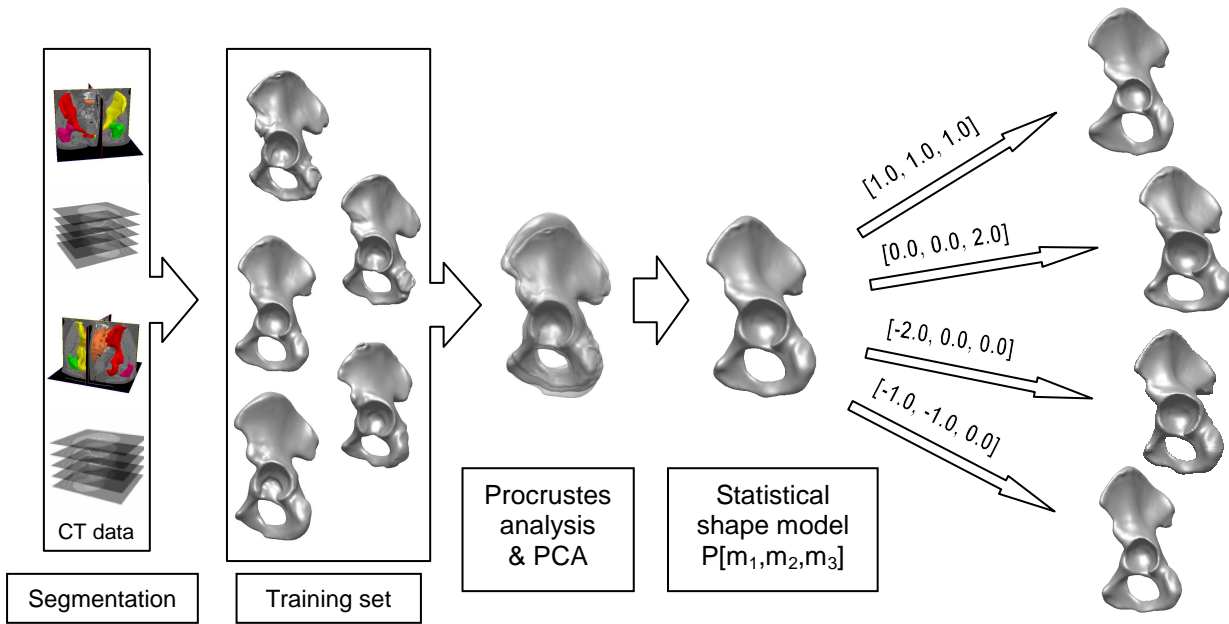 CT data
Segmentation
Training set
Procrustes
analysis
& PCA
Statistical
shape model
P[m₁,m₂,m₃]
[1.0, 1.0, 1.0]
[0.0, 0.0, 2.0]
[-2.0, 0.0, 0.0]
[-1.0, -1.0, 0.0]